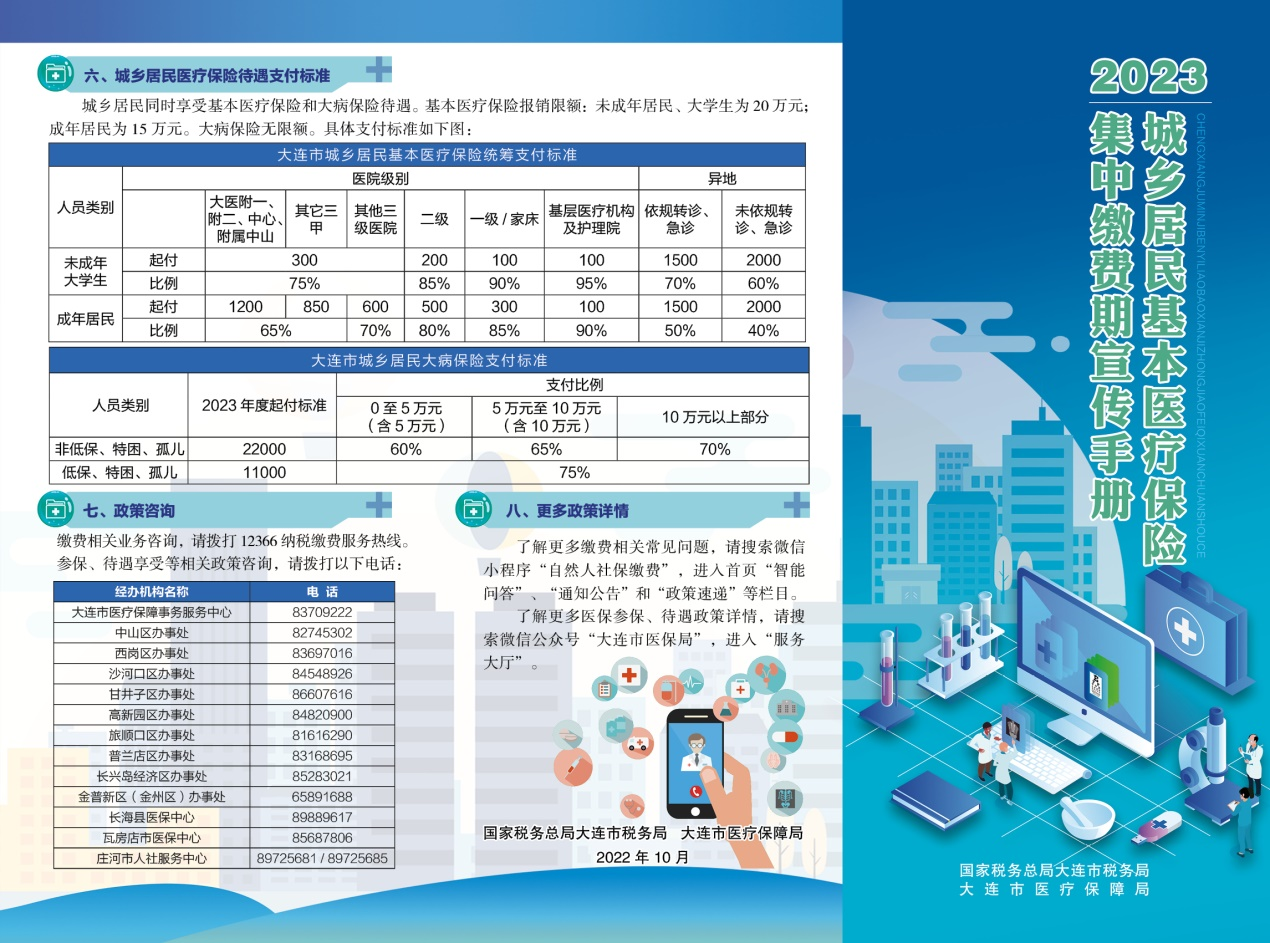 六、城乡居民医疗保险待遇支付标准
城乡居民同时享受基本医疗保险和大病保险待遇。基本医疗保险报销限额：未成年居民、大学生为 20 万元；
成年居民为 15 万元。大病保险无限额。具体支付标准如下图：
大连市城乡居民基本医疗保险统筹支付标准
人员类别 医院级别 异地
大医附一、附二、中心、附属中山 其它三甲 其他三级医院 二级 一级 / 家床 基层医疗机构及护理院 依规转诊、急诊 未依规转诊、急诊
未成年大学生 起付 300 200 100 100 1500 2000
比例 75% 85% 90% 95% 70% 60%
成年居民 起付 1200 850 600 500 300 100 1500 2000
比例 65% 70% 80% 85% 90% 50% 40%
大连市城乡居民大病保险支付标准
人员类别 2023 年度起付标准 支付比例
0 至 5 万元（含 5 万元） 5 万元至 10 万元（含 10 万元） 10 万元以上部分
非低保、特困、孤儿 22000 60% 65% 70%
低保、特困、孤儿 11000 75%
七、政策咨询
缴费相关业务咨询，请拨打 12366 纳税缴费服务热线。
参保、待遇享受等相关政策咨询，请拨打以下电话：
经办机构名称 电 话
大连市医疗保障事务服务中心 83709222
中山区办事处 82745302
西岗区办事处 83697016
沙河口区办事处 84548926
甘井子区办事处 86607616
高新园区办事处 84820900
旅顺口区办事处 81616290
普兰店区办事处 83168695
长兴岛经济区办事处 85283021
金普新区（金州区）办事处 65891688
长海县医保中心 89889617
瓦房店市医保中心 85687806
庄河市人社服务中心 89725681 / 89725685
八、更多政策详情
了解更多缴费相关常见问题，请搜索微信
小程序“自然人社保缴费”，进入首页“智能
问答”、“通知公告”和“政策速递”等栏目。
了解更多医保参保、待遇政策详情，请搜
索微信公众号“大连市医保局”，进入“服务
大厅”。
国家税务总局大连市税务局 大连市医疗保障局
2022 年 10 月
2023
城乡居民基本医疗保险
集中缴费期宣传手册
CHENGXIANGJUMINJIBENYILIAOBAOXIANJIZHONGJIAOFEIQIXUANCHUANSHOUCE
国家税务总局大连市税务局
大连市医疗保障局